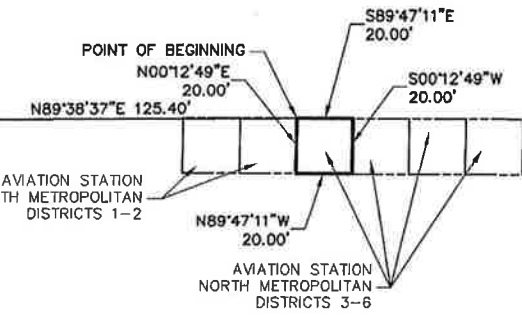 S89°47'11"E
20.00'
POINT OF BEGINNING
N00°12'49"E
20.00'
S00°12'49"W
20.00'
N89°38'37"E 125.40'
AVIATION STATION
TH METROPOLITAN
DISTRICTS 1-2
N89°47'11"W
20.00'
AVIATION STATION
NORTH METROPOLITAN
DISTRICTS 3-6